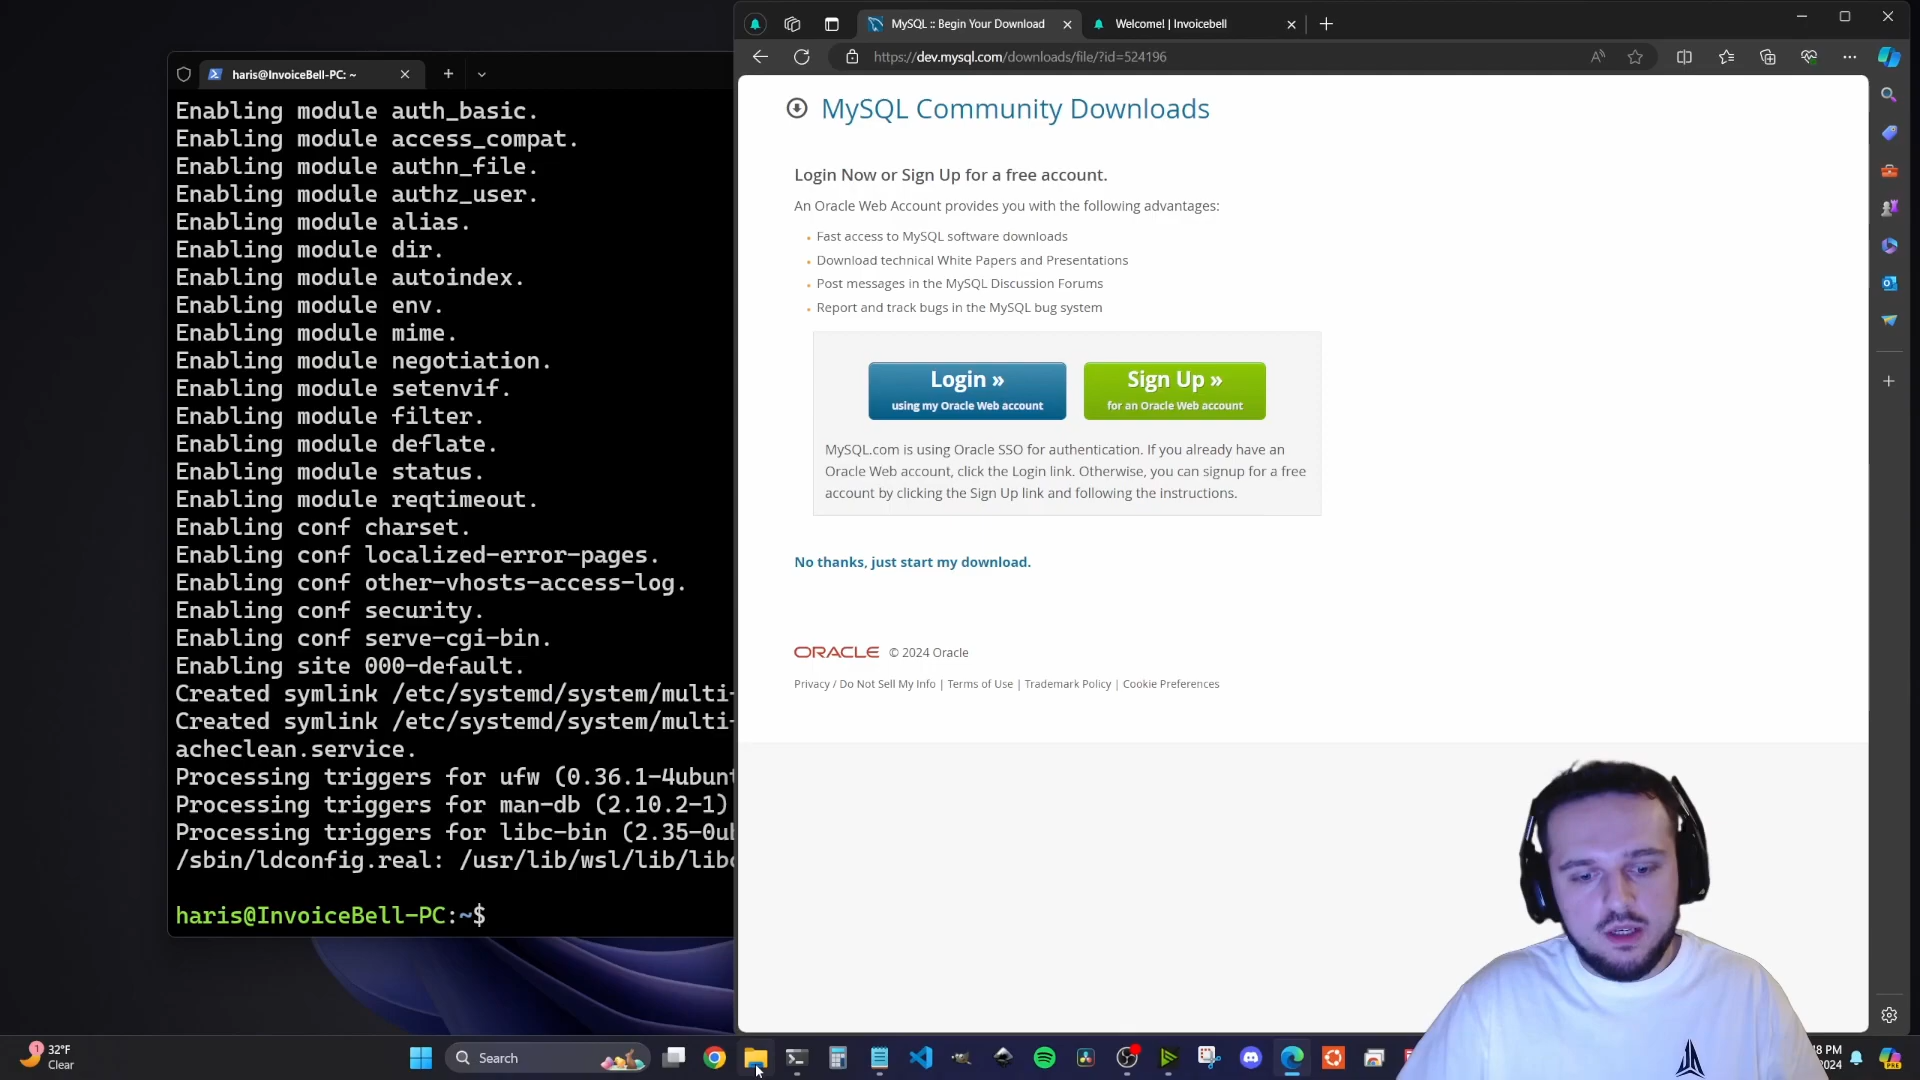 haris@InvoiceBell-PC: ~
Enabling module auth_basic.
Enabling module access_compat.
Enabling module authn_file.
Enabling module authz_user.
Enabling module alias.
Enabling module dir.
Enabling module autoindex.
Enabling module env.
Enabling module mime.
Enabling module negotiation.
Enabling module setenvif.
Enabling module filter.
Enabling module deflate.
Enabling module status.
Enabling module reqtimeout.
Enabling conf charset.
Enabling conf localized-error-pages.
Enabling conf other-vhosts-access-log.
Enabling conf security.
Enabling conf serve-cgi-bin.
Enabling site 000-default.
Created symlink /etc/systemd/system/multi-
Created symlink /etc/systemd/system/multi-
acheclean.service.
Processing triggers for ufw (0.36.1-4ubunt
Processing triggers for man-db (2.10.2-1)
Processing triggers for libc-bin (2.35-0ub
/sbin/ldconfig.real: /usr/lib/wsl/lib/libc
haris@InvoiceBell-PC:~$
MySQL :: Begin Your Download
Welcome! | Invoicebell
https://dev.mysql.com/downloads/file/?id=524196
MySQL Community Downloads
Login Now or Sign Up for a free account.
An Oracle Web Account provides you with the following advantages:
Fast access to MySQL software downloads
Download technical White Papers and Presentations
Post messages in the MySQL Discussion Forums
Report and track bugs in the MySQL bug system
Login »
using my Oracle Web account
Sign Up »
for an Oracle Web account
MySQL.com is using Oracle SSO for authentication. If you already have an
Oracle Web account, click the Login link. Otherwise, you can signup for a free
account by clicking the Sign Up link and following the instructions.
No thanks, just start my download.
ORACLE © 2024 Oracle
Privacy / Do Not Sell My Info | Terms of Use | Trademark Policy | Cookie Preferences
1
32°F
Clear
Search
8 PM
2024